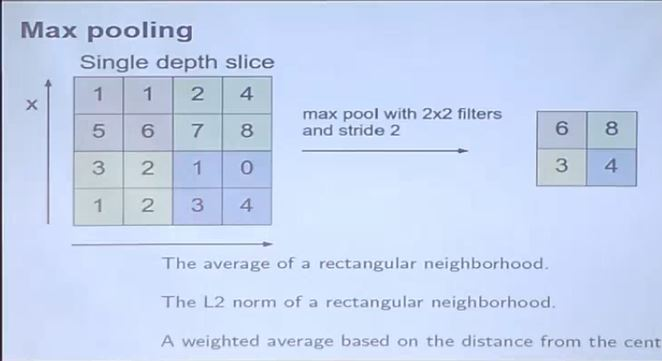 Max pooling
Single depth slice
x
1 1 2 4
5 6 7 8
3 2 1 0
1 2 3 4
max pool with 2x2 filters
and stride 2
6 8
3 4
The average of a rectangular neighborhood.
The L2 norm of a rectangular neighborhood.
A weighted average based on the distance from the cent